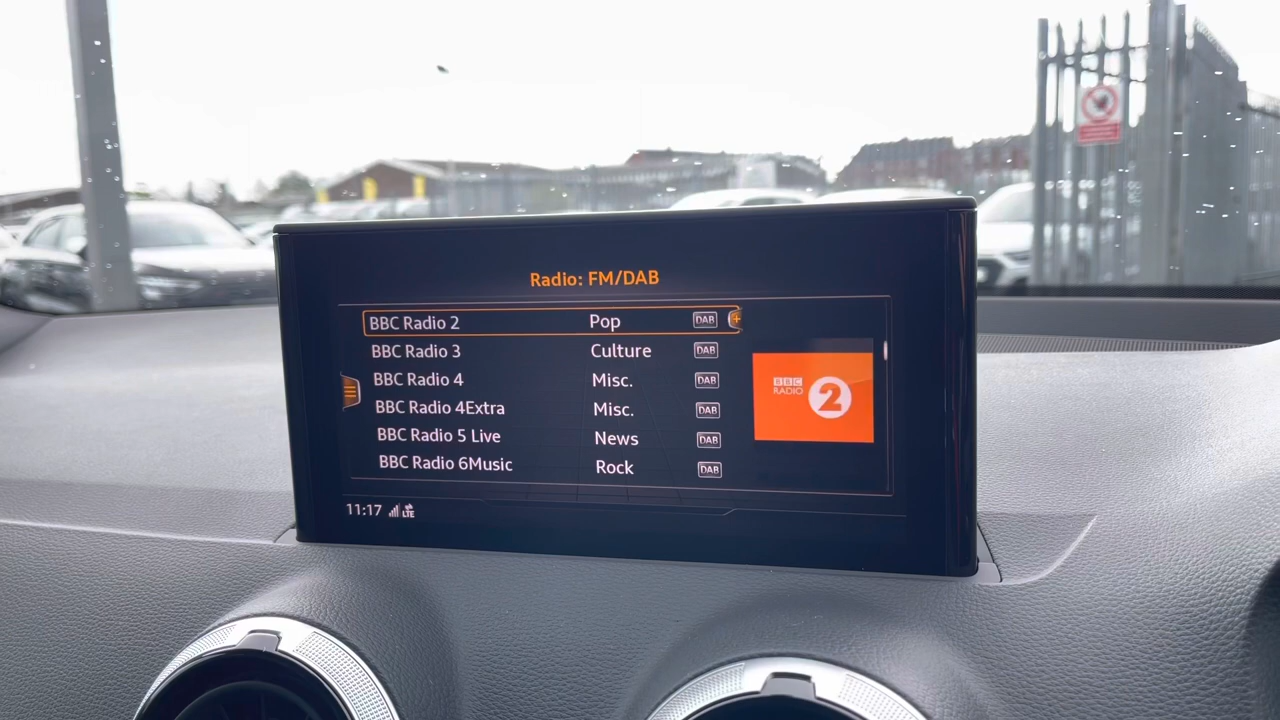 Radio: FM/DAB
BBC Radio 2 Pop DAB
BBC Radio 3 Culture DAB
BBC Radio 4 Misc. DAB
BBC Radio 4Extra Misc. DAB
BBC Radio 5 Live News DAB
BBC Radio 6Music Rock DAB
BBC
RADIO 2
11:17 LTE